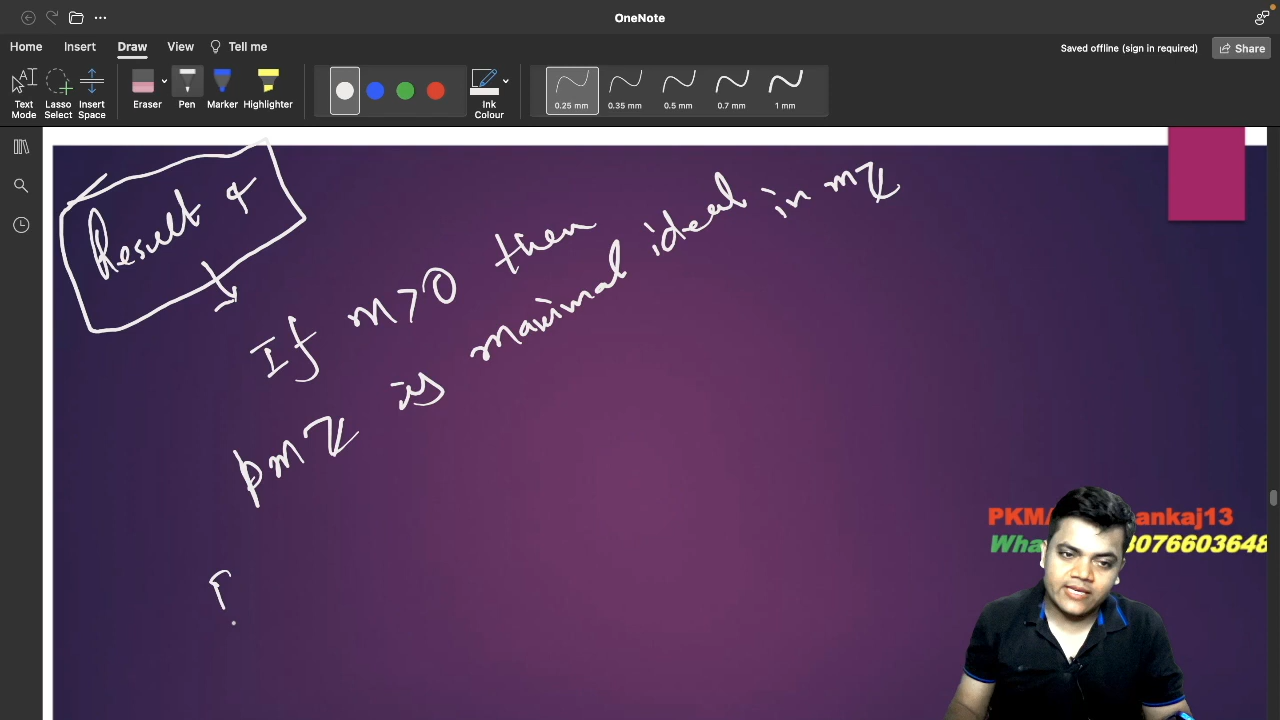 OneNote
Home Insert Draw View Tell me
Saved offline (sign in required) Share
Text Mode
Lasso Select
Insert Space
Eraser
Pen
Marker
Highlighter
Ink Colour
0.25 mm 0.35 mm 0.5 mm 0.7 mm 1 mm
Result 4
If m>0 then
pmℤ is maximal ideal in mℤ
PKM ankaj13
Wha 8076603648